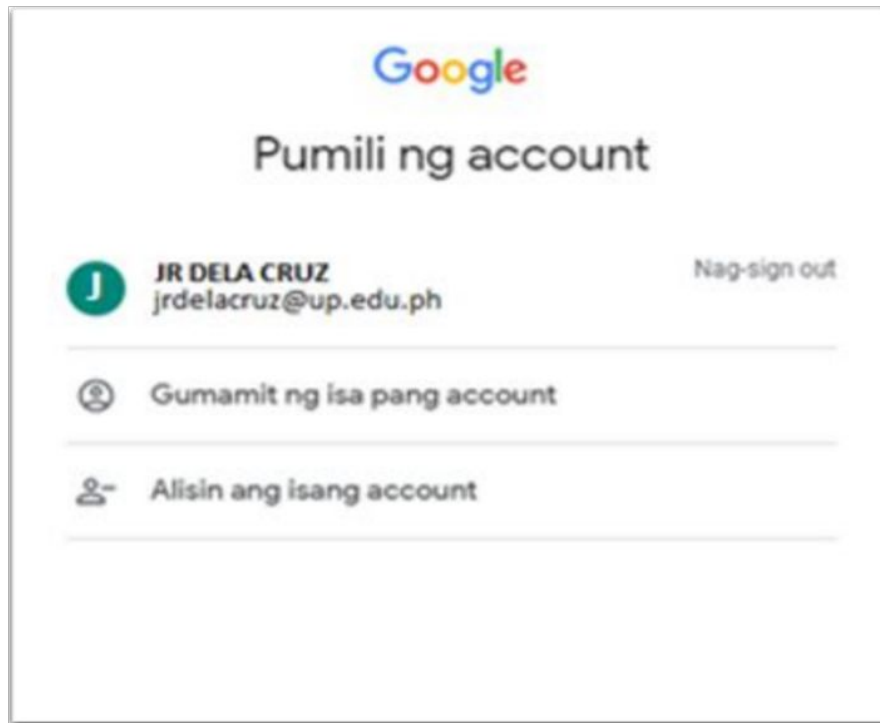 Google
Pumili ng account
J
JR DELA CRUZ
Nag-sign out
jrdelacruz@up.edu.ph
Gumamit ng isa pang account
Alisin ang isang account